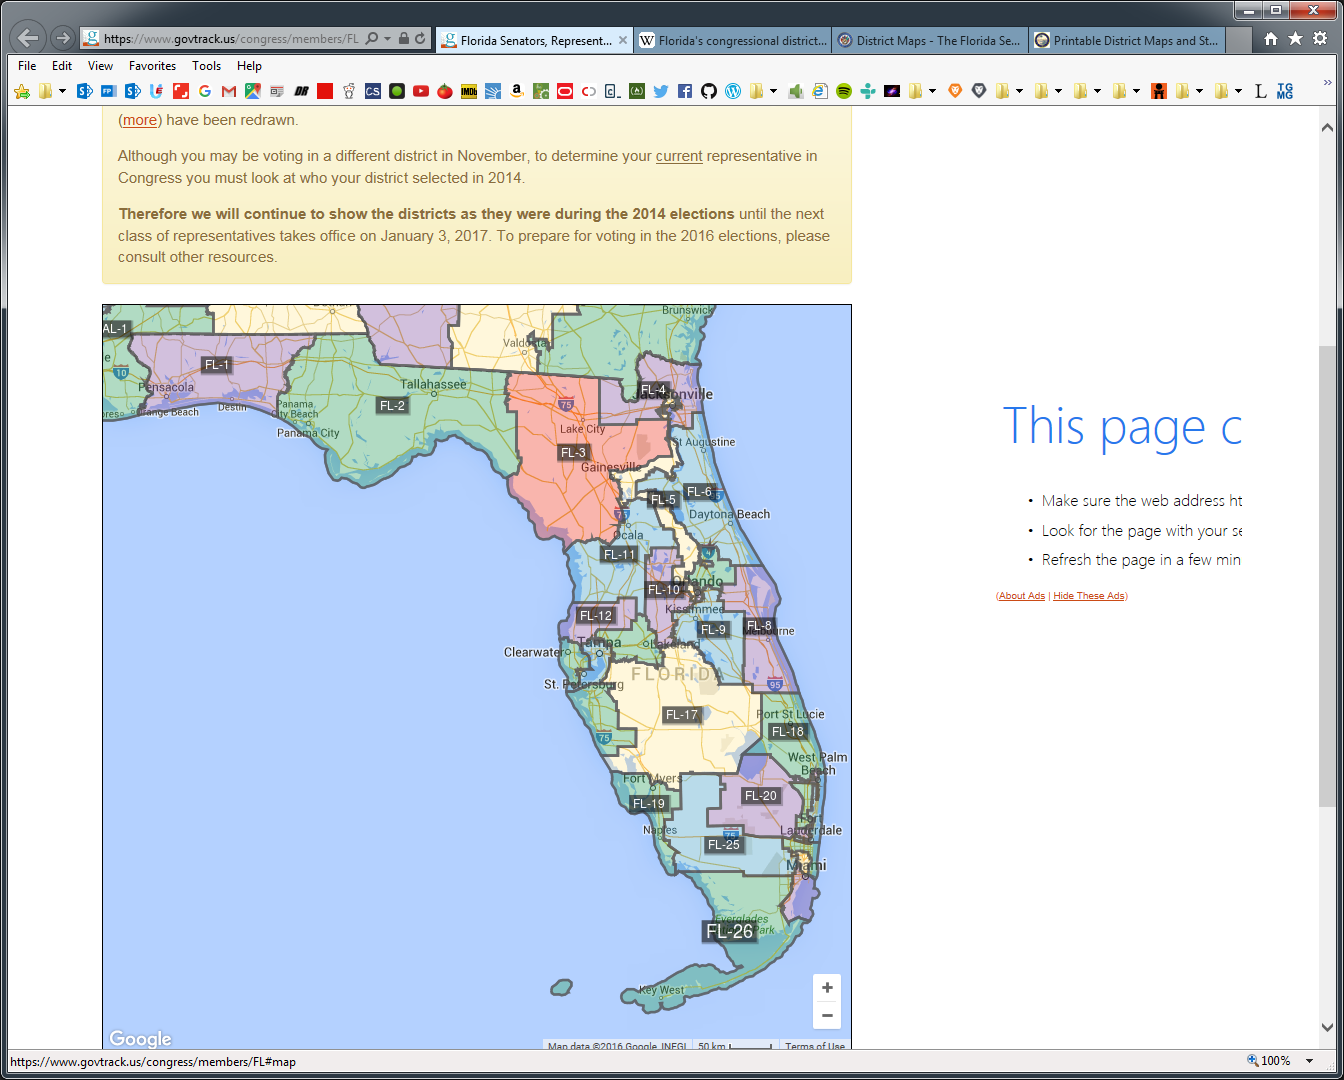 https://www.govtrack.us/congress/members/FL
Florida Senators, Represent...
Florida's congressional district...
District Maps - The Florida Se...
Printable District Maps and St...
File Edit View Favorites Tools Help
(more) have been redrawn.
Although you may be voting in a different district in November, to determine your current representative in
Congress you must look at who your district selected in 2014.
Therefore we will continue to show the districts as they were during the 2014 elections until the next
class of representatives takes office on January 3, 2017. To prepare for voting in the 2016 elections, please
consult other resources.
Brunswick
AL-1
FL-1
10
Pensacola
Orange Beach
Destin
Tallahassee
FL-2
Panama
City Beach
Panama City
75
FL-4
Jacksonville
Lake City
St Augustine
FL-3
Gainesville
FL-5
FL-6
75
Daytona Beach
Ocala
FL-11
4
Orlando
FL-10
Kissimmee
FL-12
FL-9
FL-8
Melbourne
Tampa
Lakeland
Clearwater
St. Petersburg
FLORIDA
95
FL-17
Port St Lucie
FL-18
75
West Palm
Beach
Fort Myers
FL-20
FL-19
Fort
Lauderdale
Naples
75
FL-25
Miami
Everglades
FL-26
Park
Key West
Google
Map data ©2016 Google, INEGI
50 km
Terms of Use
This page c
• Make sure the web address ht
• Look for the page with your se
• Refresh the page in a few min
(About Ads | Hide These Ads)
https://www.govtrack.us/congress/members/FL#map
100%